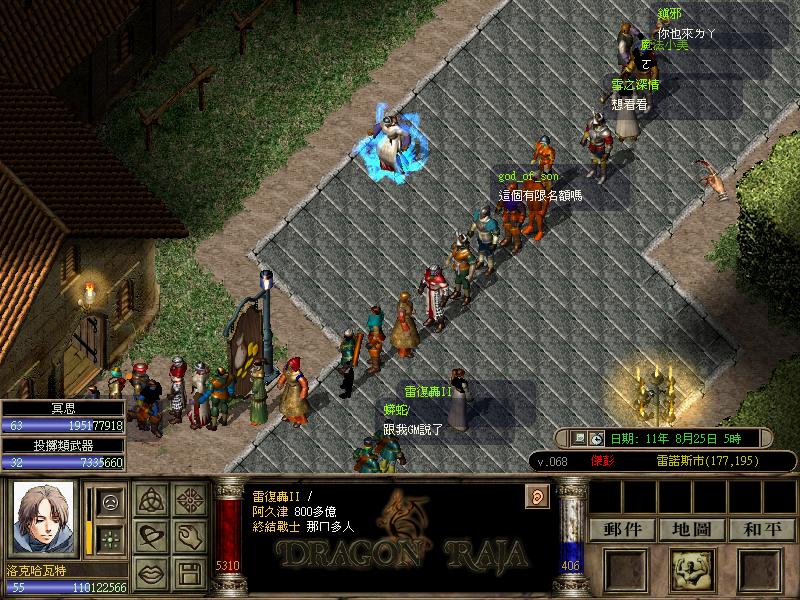 鎮邪
你也來ㄌㄚ
魔法小美
ㄛ
雪之深情
想看看
god_of_son
這個有限名額嗎
雷復轟II
蟒蛇/
跟我GM說了
冥思
63 195177918
投擲類武器
32 7335660
日期: 11年 8月25日 5時
v.068 傑彭 雷諾斯市(177,195)
雷復轟II /
阿久津 800多億
終結戰士 那ㄇ多人
DRAGON RAJA
郵件 地圖 和平
5310
406
洛克哈瓦特
55 110122566